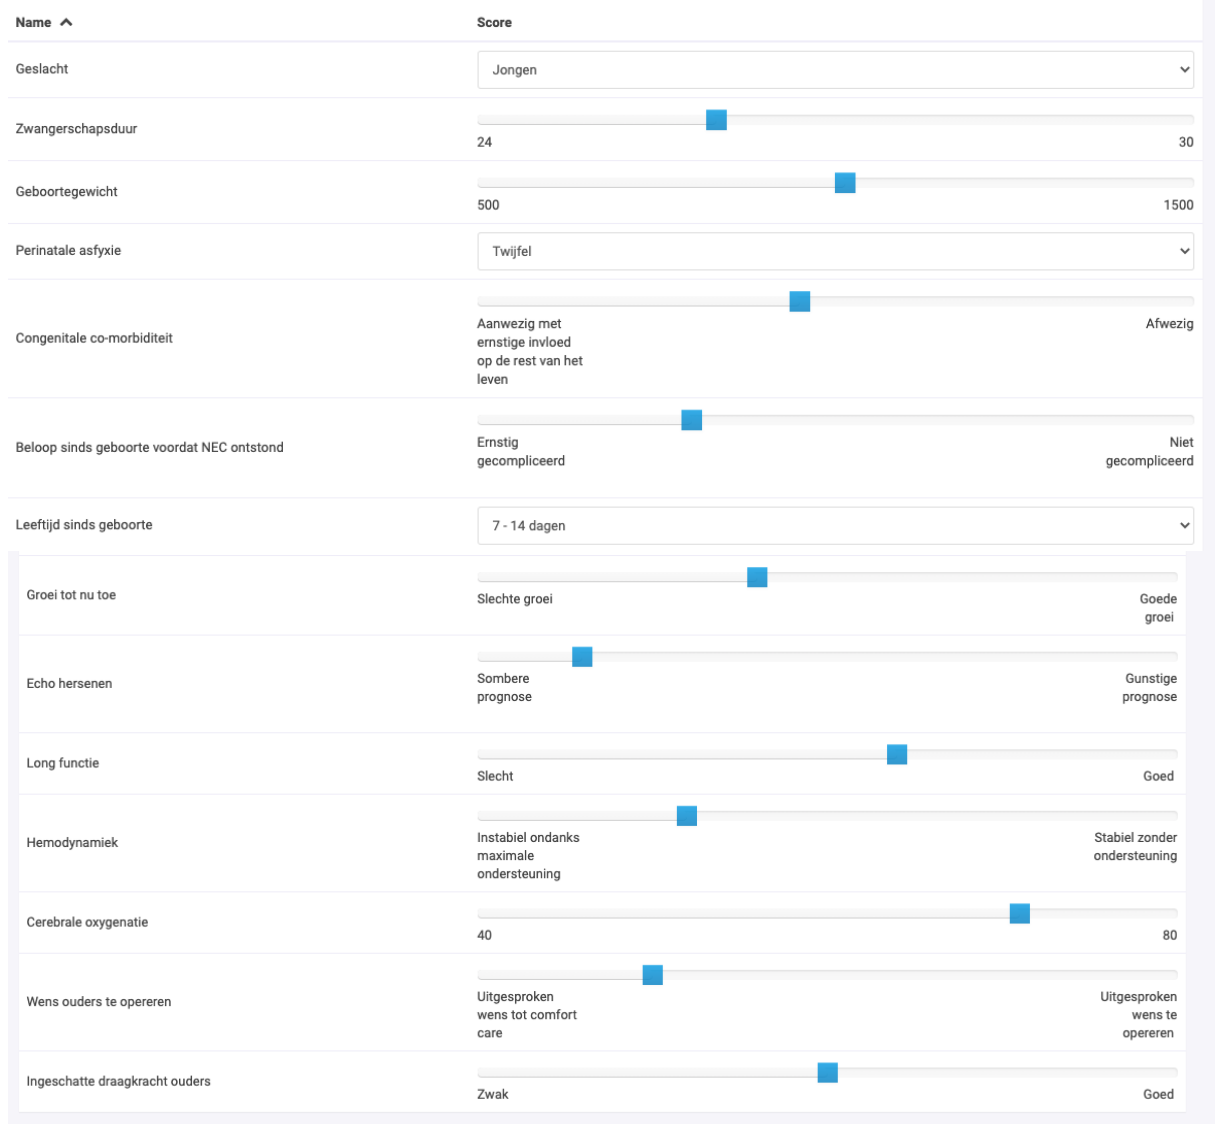 Name Score
Geslacht Jongen
Zwangerschapsduur
24 30
Geboortegewicht
500 1500
Perinatale asfyxie Twijfel
Congenitale co-morbiditeit
Aanwezig met Afwezig
ernstige invloed
op de rest van het
leven
Beloop sinds geboorte voordat NEC ontstond
Ernstig Niet
gecompliceerd gecompliceerd
Leeftijd sinds geboorte 7 - 14 dagen
Groei tot nu toe
Slechte groei Goede
groei
Echo hersenen
Sombere Gunstige
prognose prognose
Long functie
Slecht Goed
Hemodynamiek
Instabiel ondanks Stabiel zonder
maximale ondersteuning
ondersteuning
Cerebrale oxygenatie
40 80
Wens ouders te opereren
Uitgesproken Uitgesproken
wens tot comfort wens te
care opereren
Ingeschatte draagkracht ouders
Zwak Goed